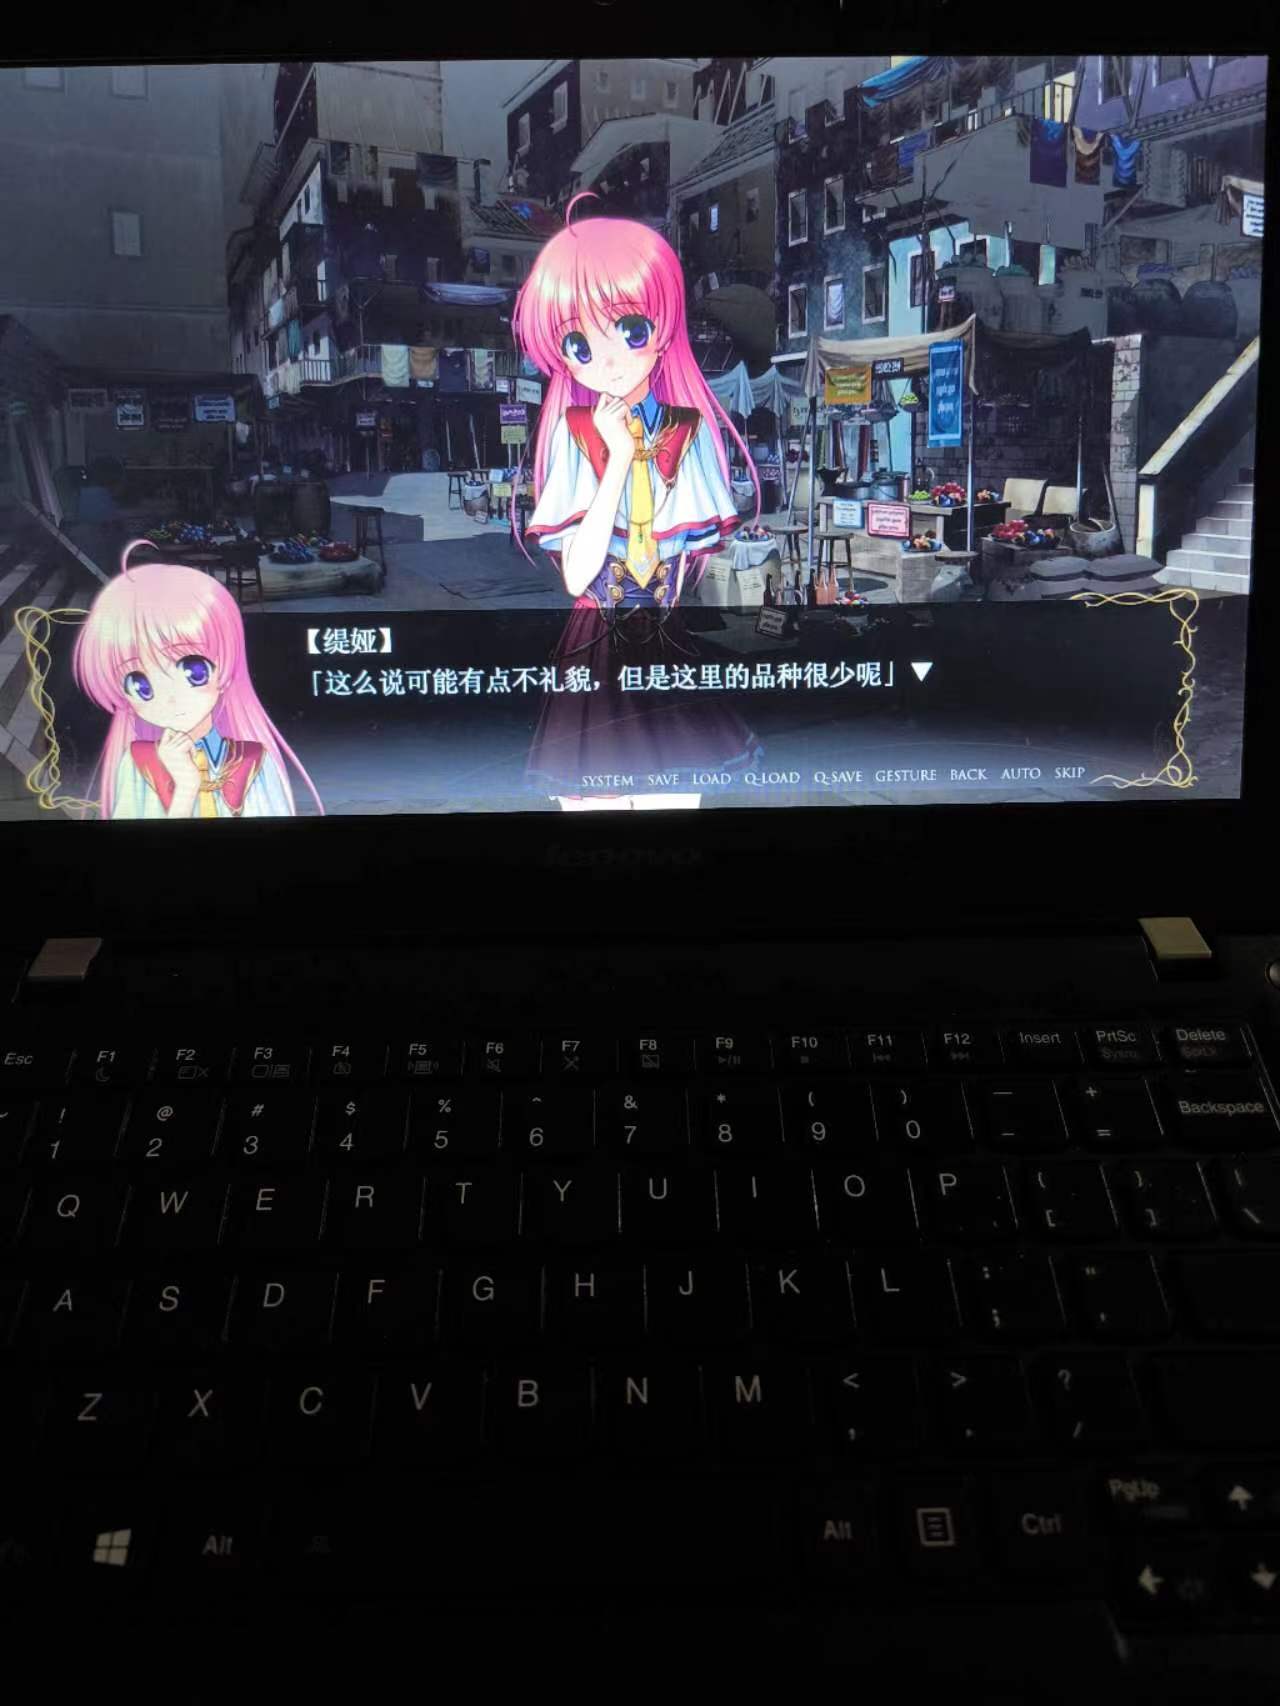 【缇娅】
「这么说可能有点不礼貌，但是这里的品种很少呢」▼
SYSTEM SAVE LOAD Q-LOAD Q-SAVE GESTURE BACK AUTO SKIP
lenovo
Esc F1 F2 F3 F4 F5 F6 F7 F8 F9 F10 F11 F12 Insert PrtSc Delete
SysRq
! @ # $ % ^ & * ( ) — +
1 2 3 4 5 6 7 8 9 0 - = Backspace
Q W E R T Y U I O P { }
[ ] \
A S D F G H J K L : "
; '
Z X C V B N M < > ?
, . /
Alt Alt Ctrl PgUp